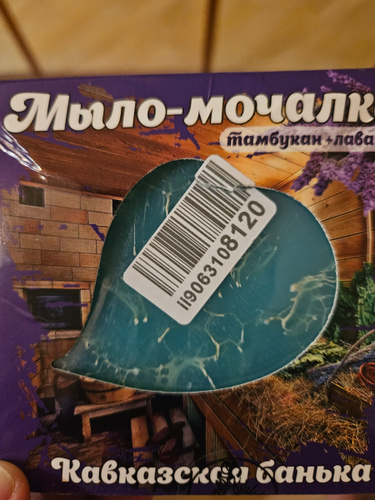 Мыло-мочалк
тамбукан + лава
ii9063108120
Кавказская банька